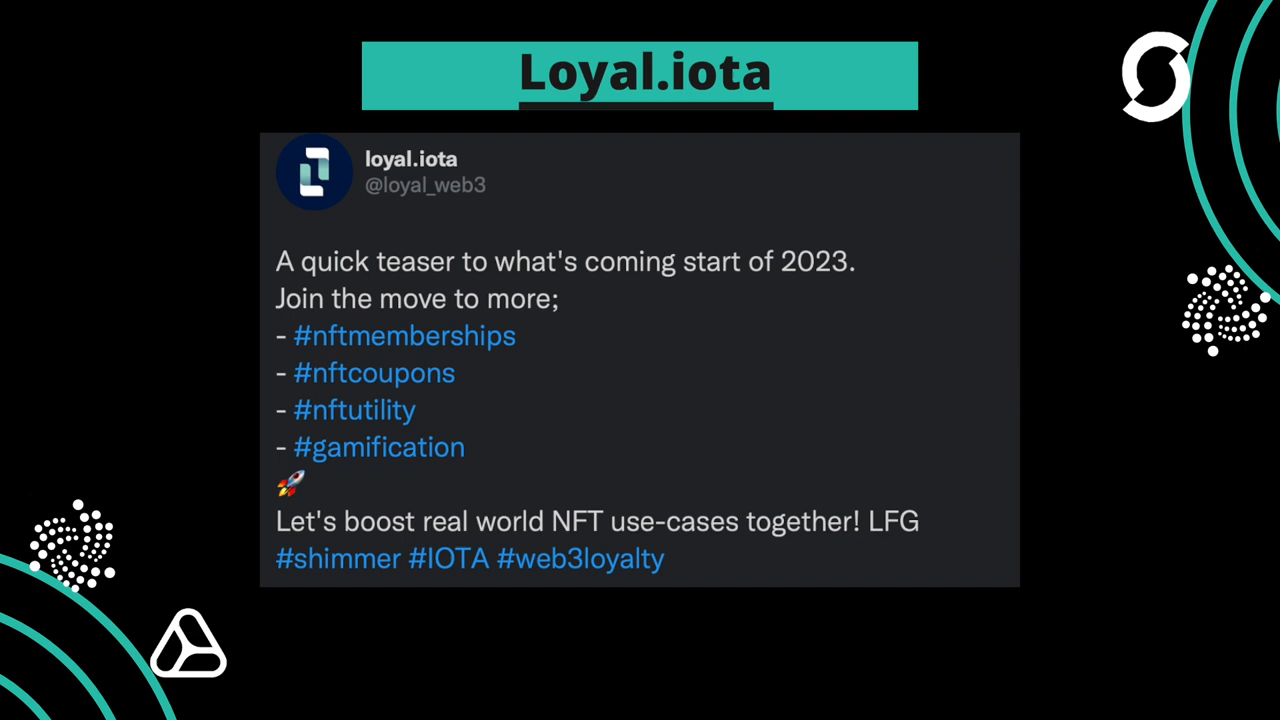 Loyal.iota
loyal.iota
@loyal_web3
A quick teaser to what's coming start of 2023.
Join the move to more;
- #nftmemberships
- #nftcoupons
- #nftutility
- #gamification
🚀
Let's boost real world NFT use-cases together! LFG
#shimmer #IOTA #web3loyalty